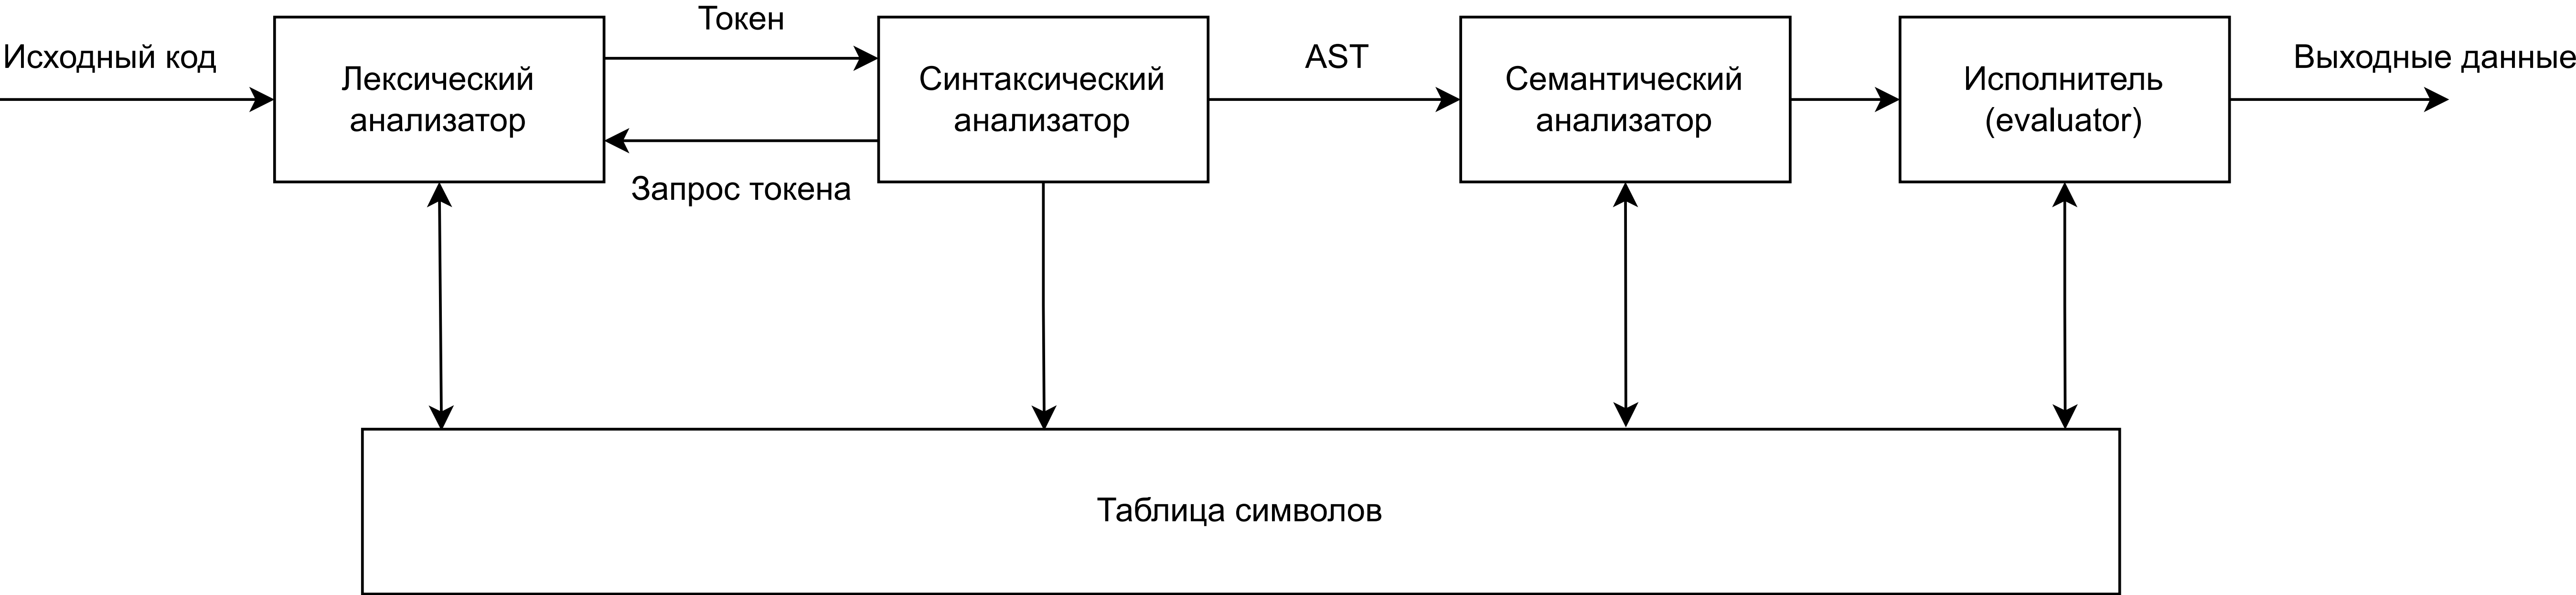 Исходный код
Лексический
анализатор
Токен
Запрос токена
Синтаксический
анализатор
AST
Семантический
анализатор
Исполнитель
(evaluator)
Выходные данные
Таблица символов